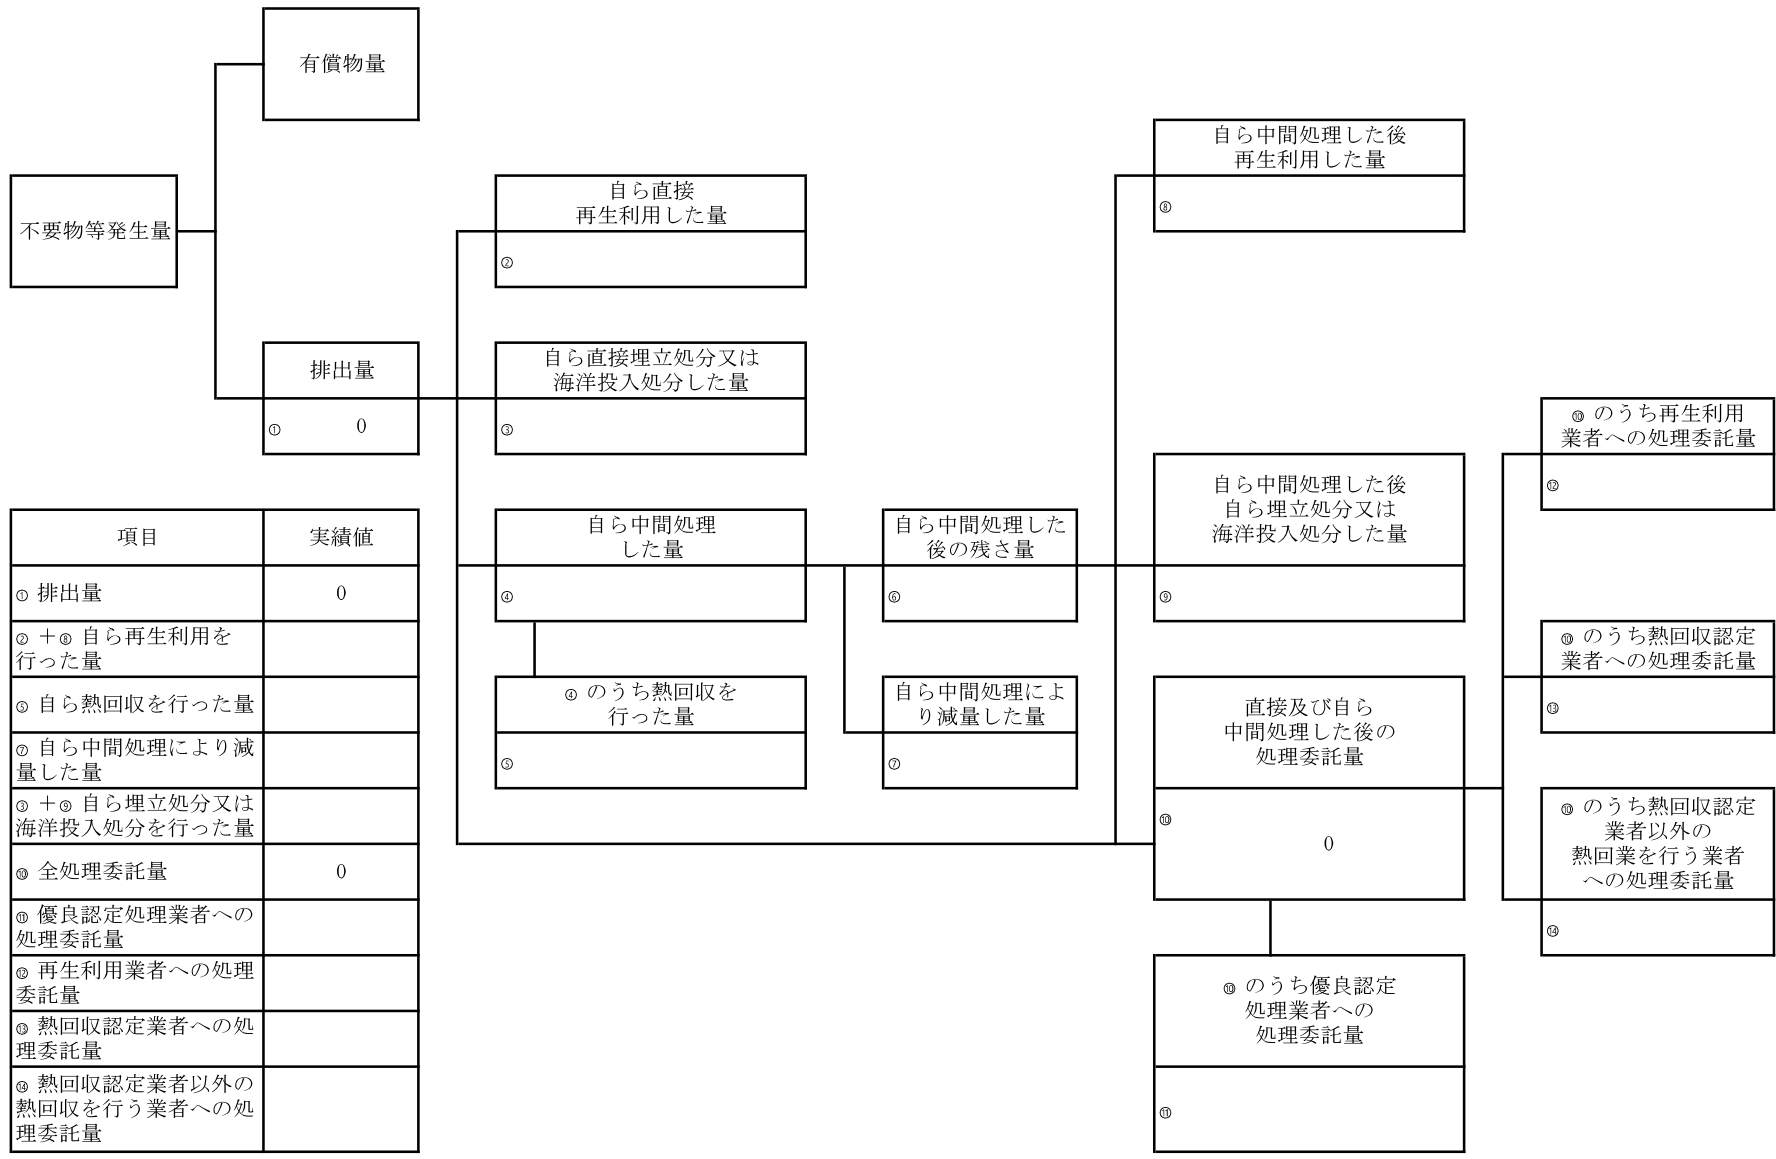 有償物量
不要物等発生量
排出量
① 0
自ら直接
再生利用した量
②
自ら直接埋立処分又は
海洋投入処分した量
③
自ら中間処理
した量
④
④ のうち熱回収を
行った量
⑤
自ら中間処理した
後の残さ量
⑥
自ら中間処理によ
り減量した量
⑦
自ら中間処理した後
再生利用した量
⑧
自ら中間処理した後
自ら埋立処分又は
海洋投入処分した量
⑨
直接及び自ら
中間処理した後の
処理委託量
⑩
0
⑩ のうち優良認定
処理業者への
処理委託量
⑪
⑩ のうち再生利用
業者への処理委託量
⑫
⑩ のうち熱回収認定
業者への処理委託量
⑬
⑩ のうち熱回収認定
業者以外の
熱回業を行う業者
への処理委託量
⑭
項目 実績値
① 排出量 0
② ＋⑧ 自ら再生利用を
行った量
⑤ 自ら熱回収を行った量
⑦ 自ら中間処理により減
量した量
③ ＋⑨ 自ら埋立処分又は
海洋投入処分を行った量
⑩ 全処理委託量 0
⑪ 優良認定処理業者への
処理委託量
⑫ 再生利用業者への処理
委託量
⑬ 熱回収認定業者への処
理委託量
⑭ 熱回収認定業者以外の
熱回収を行う業者への処
理委託量